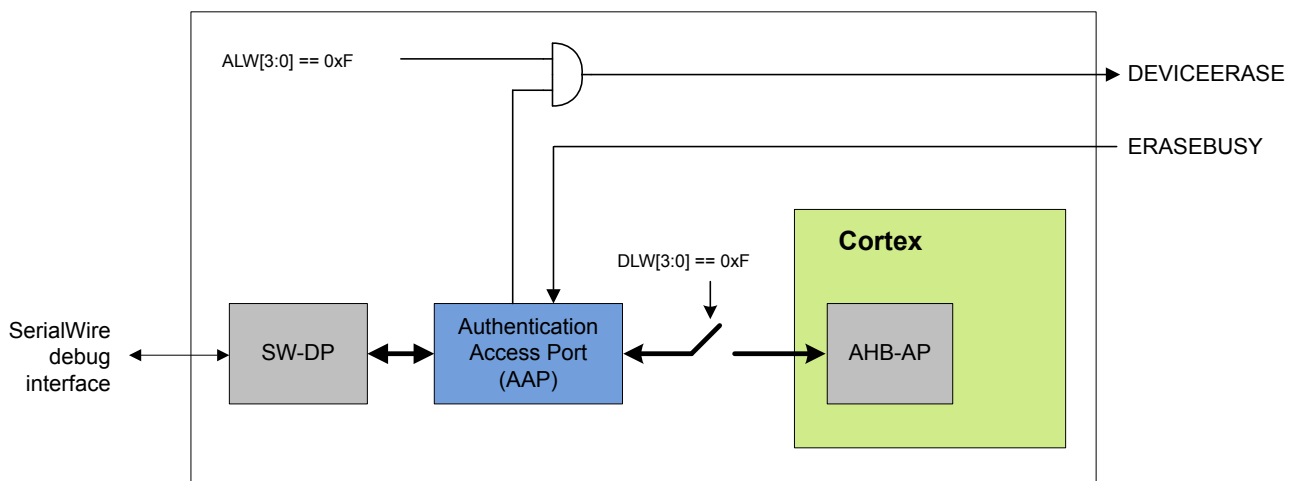 ALW[3:0] == 0xF
DEVICEERASE
ERASEBUSY
Cortex
DLW[3:0] == 0xF
SerialWire
debug
interface
SW-DP
Authentication
Access Port
(AAP)
AHB-AP